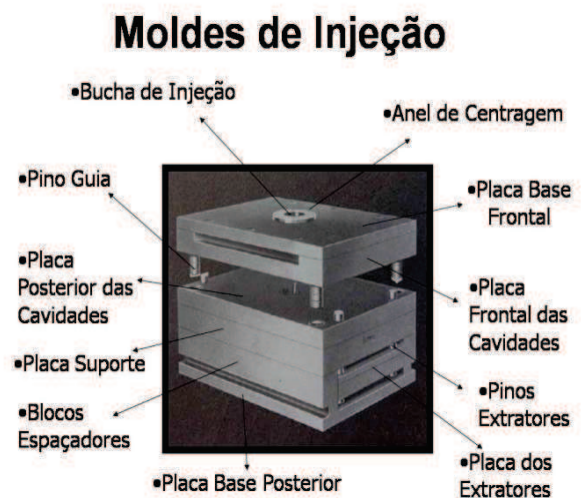 Moldes de Injeção
•Bucha de Injeção
•Anel de Centragem
•Pino Guia
•Placa Base
Frontal
•Placa
Posterior das
Cavidades
•Placa
Frontal das
Cavidades
•Placa Suporte
•Pinos
Extratores
•Blocos
Espaçadores
•Placa dos
Extratores
•Placa Base Posterior